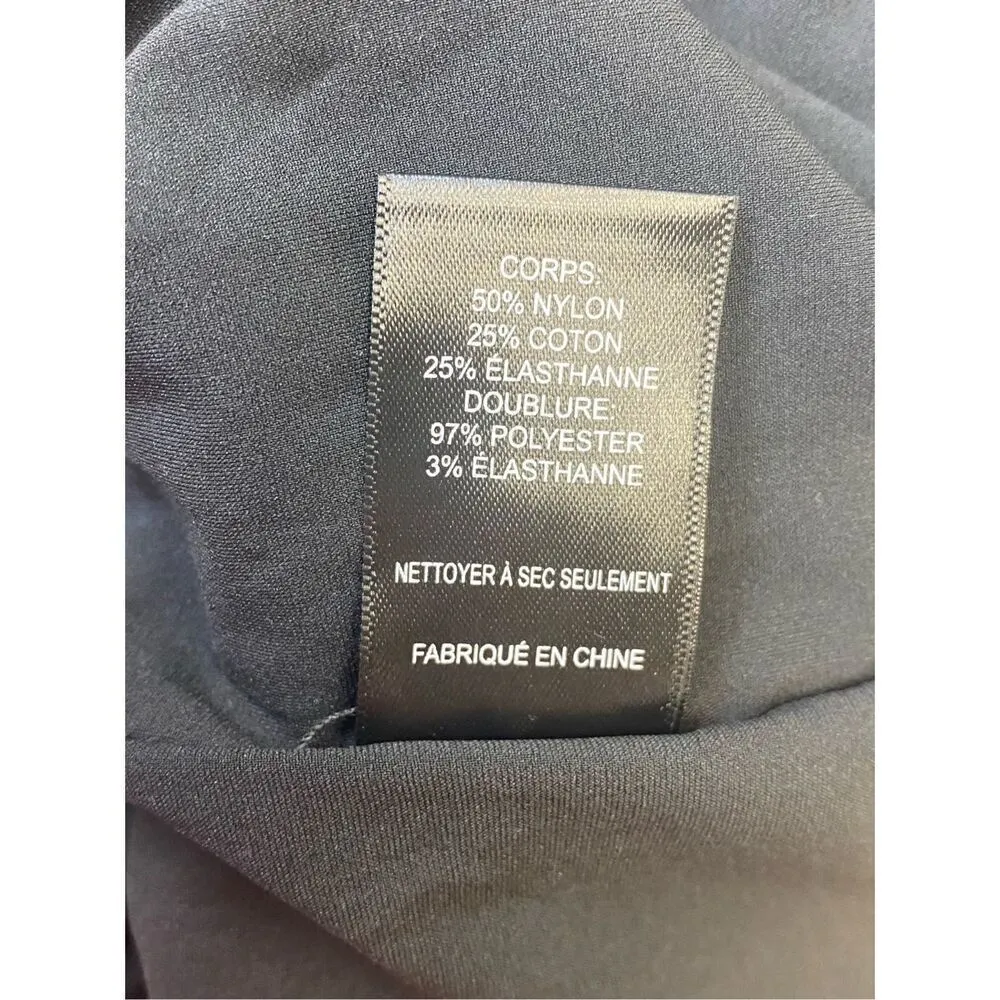 CORPS:
50% NYLON
25% COTON
25% ÉLASTHANNE
DOUBLURE:
97% POLYESTER
3% ÉLASTHANNE
NETTOYER À SEC SEULEMENT
FABRIQUÉ EN CHINE